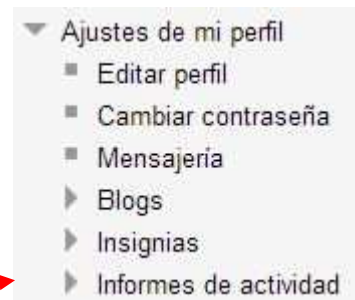 Ajustes de mi perfil
Editar perfil
Cambiar contraseña
Mensajería
Blogs
Insignias
Informes de actividad